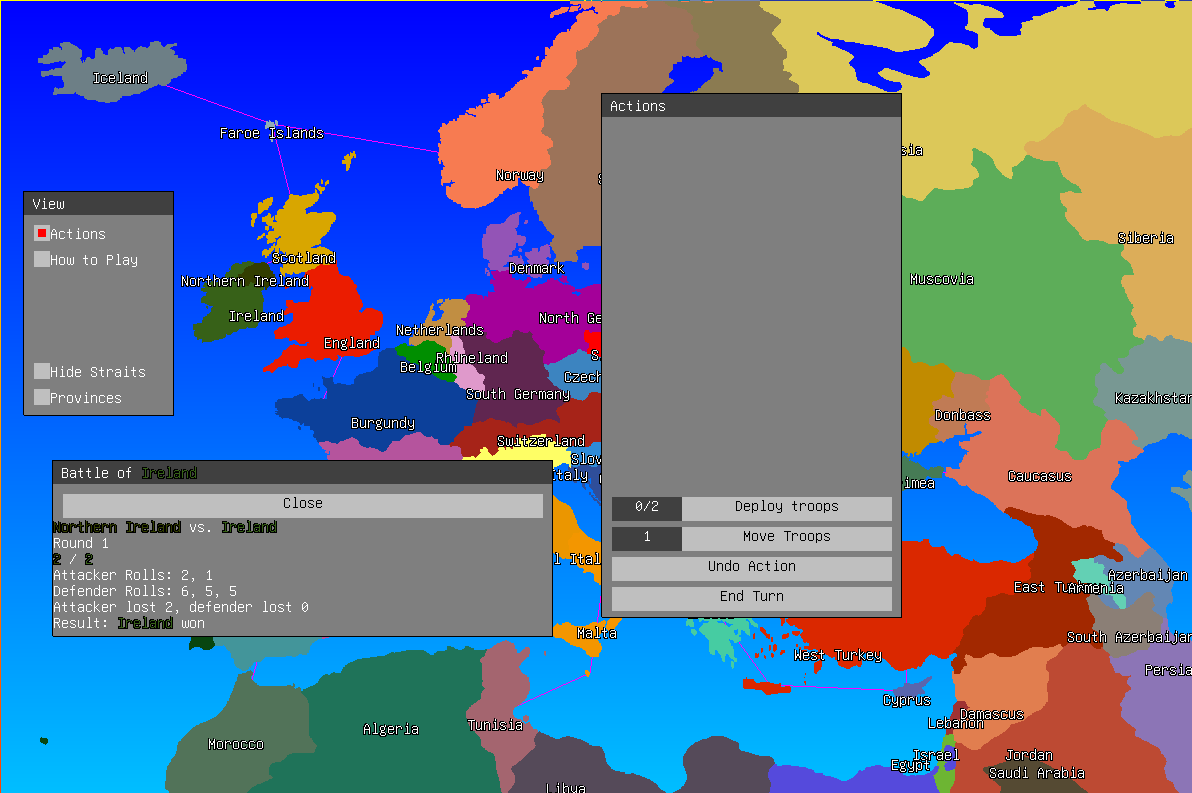 Iceland
Faroe Islands
Actions
sia
Norway
View
Actions
How to Play
Hide Straits
Provinces
Siberia
Scotland
Denmark
Northern Ireland
Muscovia
Ireland
North Ge
England
Netherlands
Rhineland
Belgium
Czech
South Germany
Kazakhstan
Donbass
Burgundy
Switzerland
Slov
Italy
Caucasus
imea
Battle of Ireland
Close
Northern Ireland vs. Ireland
Round 1
2 / 2
Attacker Rolls: 2, 1
Defender Rolls: 6, 5, 5
Attacker lost 2, defender lost 0
Result: Ireland won
0/2 Deploy troops
1 Move Troops
Undo Action
End Turn
l Ital
Azerbaijan
Armenia
Malta
South Azerbaijan
West Turkey
Persia
Cyprus
Damascus
Lebanon
Tunisia
Algeria
Morocco
Israel
Jordan
Egypt
Saudi Arabia
Libya